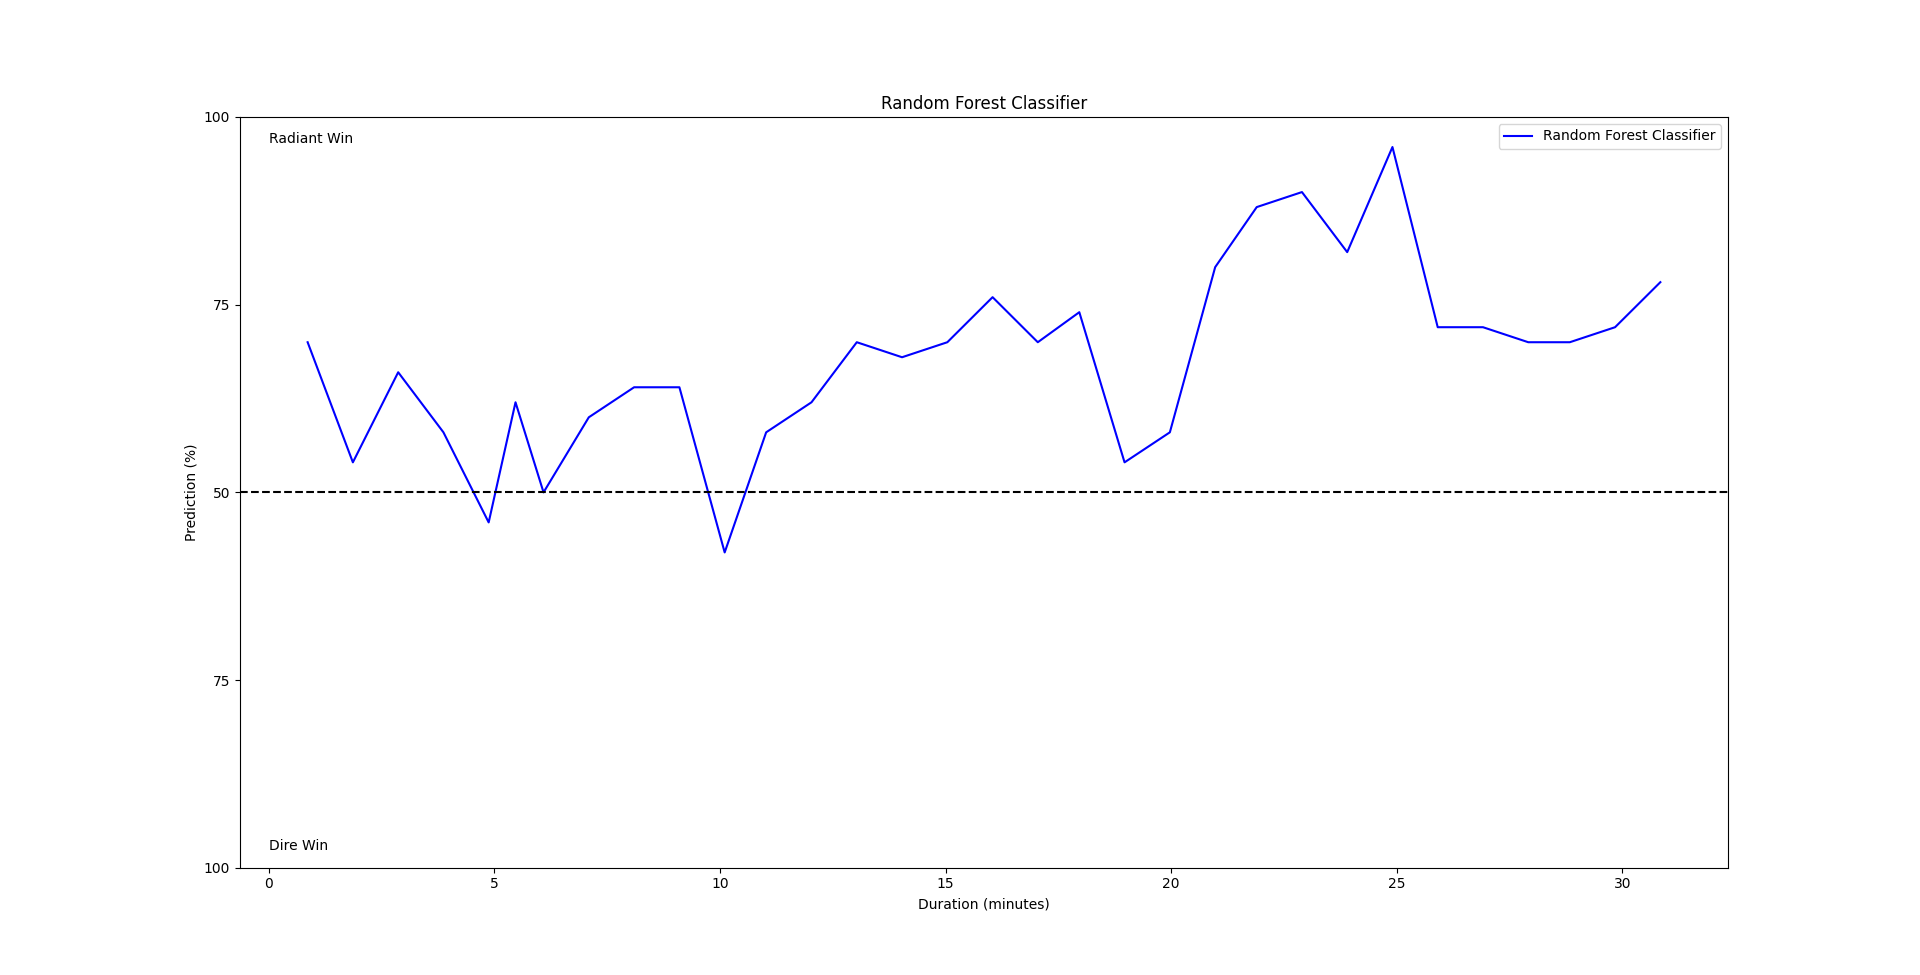 Random Forest Classifier
100
Radiant Win
Random Forest Classifier
75
Prediction (%)
50
75
Dire Win
100
0 5 10 15 20 25 30
Duration (minutes)